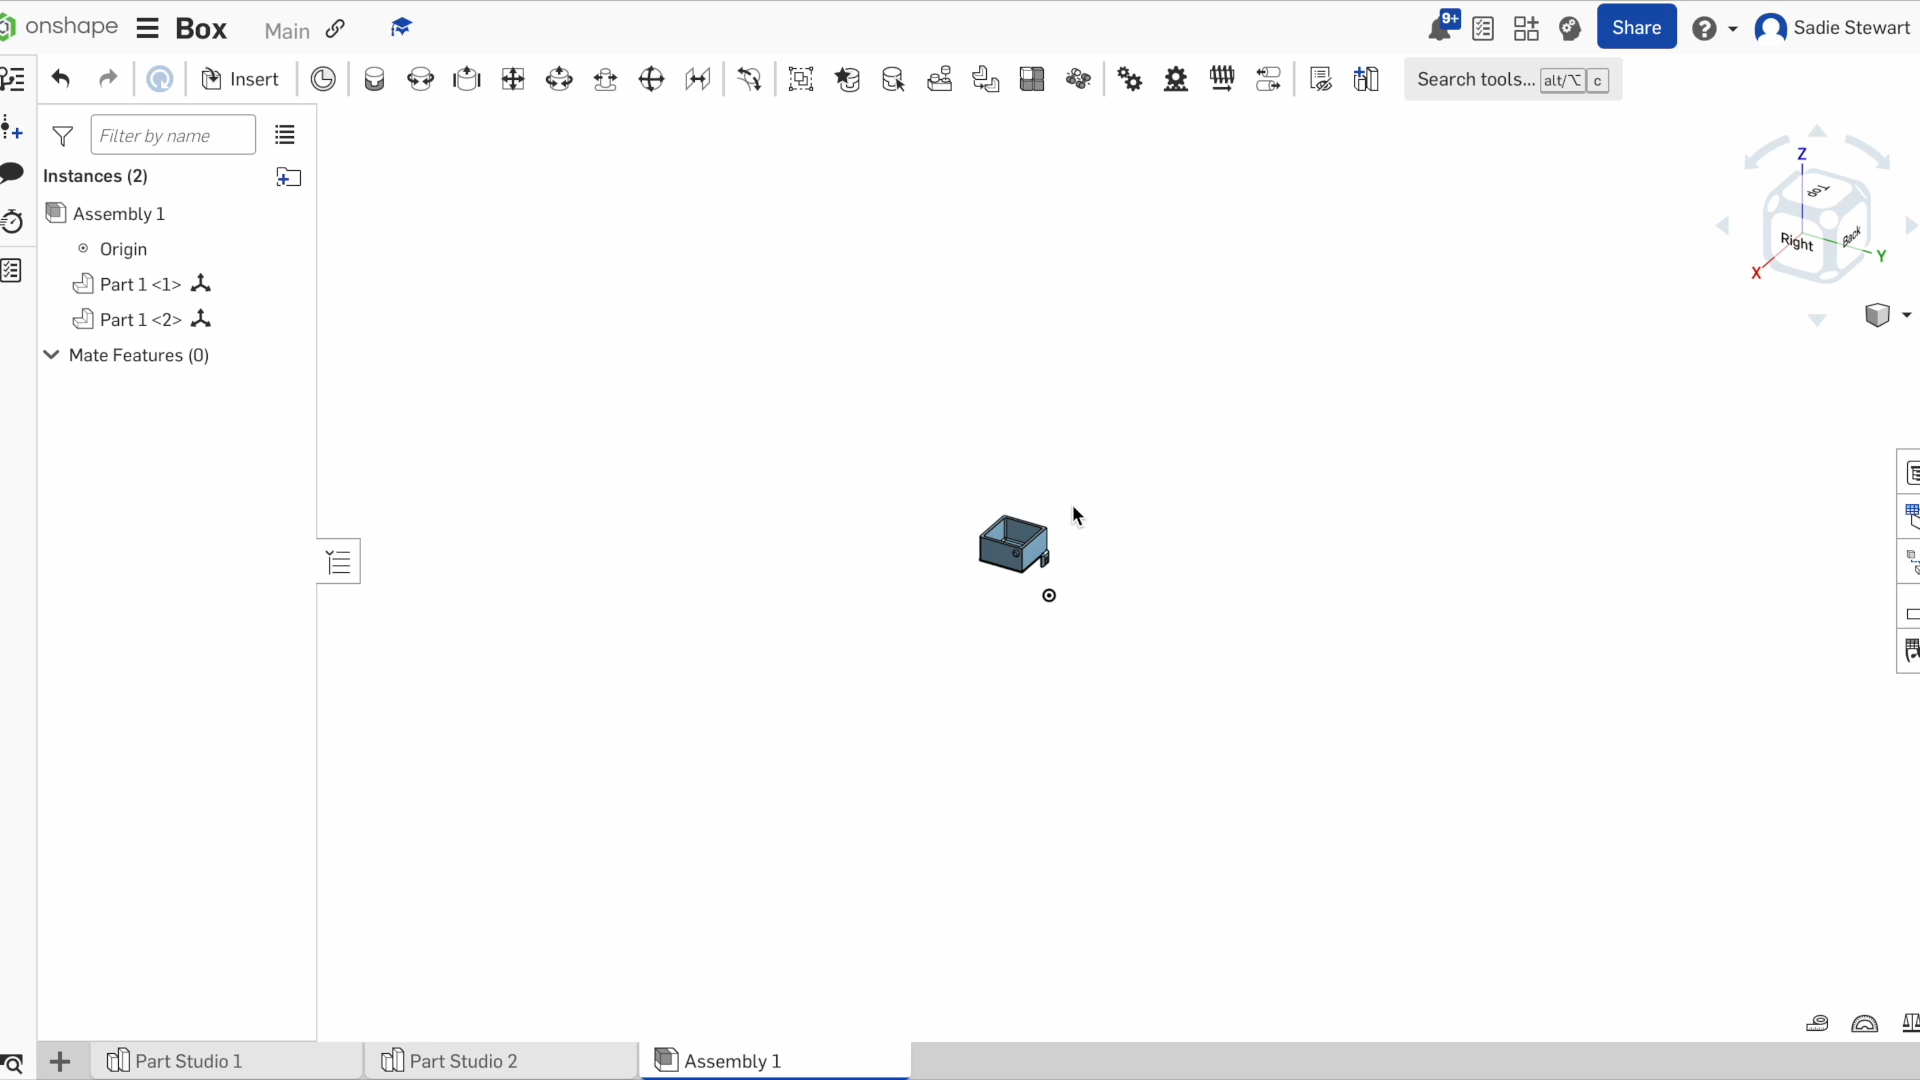 onshape Box Main 9+ Share Sadie Stewart
Insert Search tools... alt/⌥ c
Filter by name
Instances (2)
Assembly 1
Origin
Part 1 <1>
Part 1 <2>
Mate Features (0)
Z
Top
Right
Back
X
Y
Part Studio 1
Part Studio 2
Assembly 1